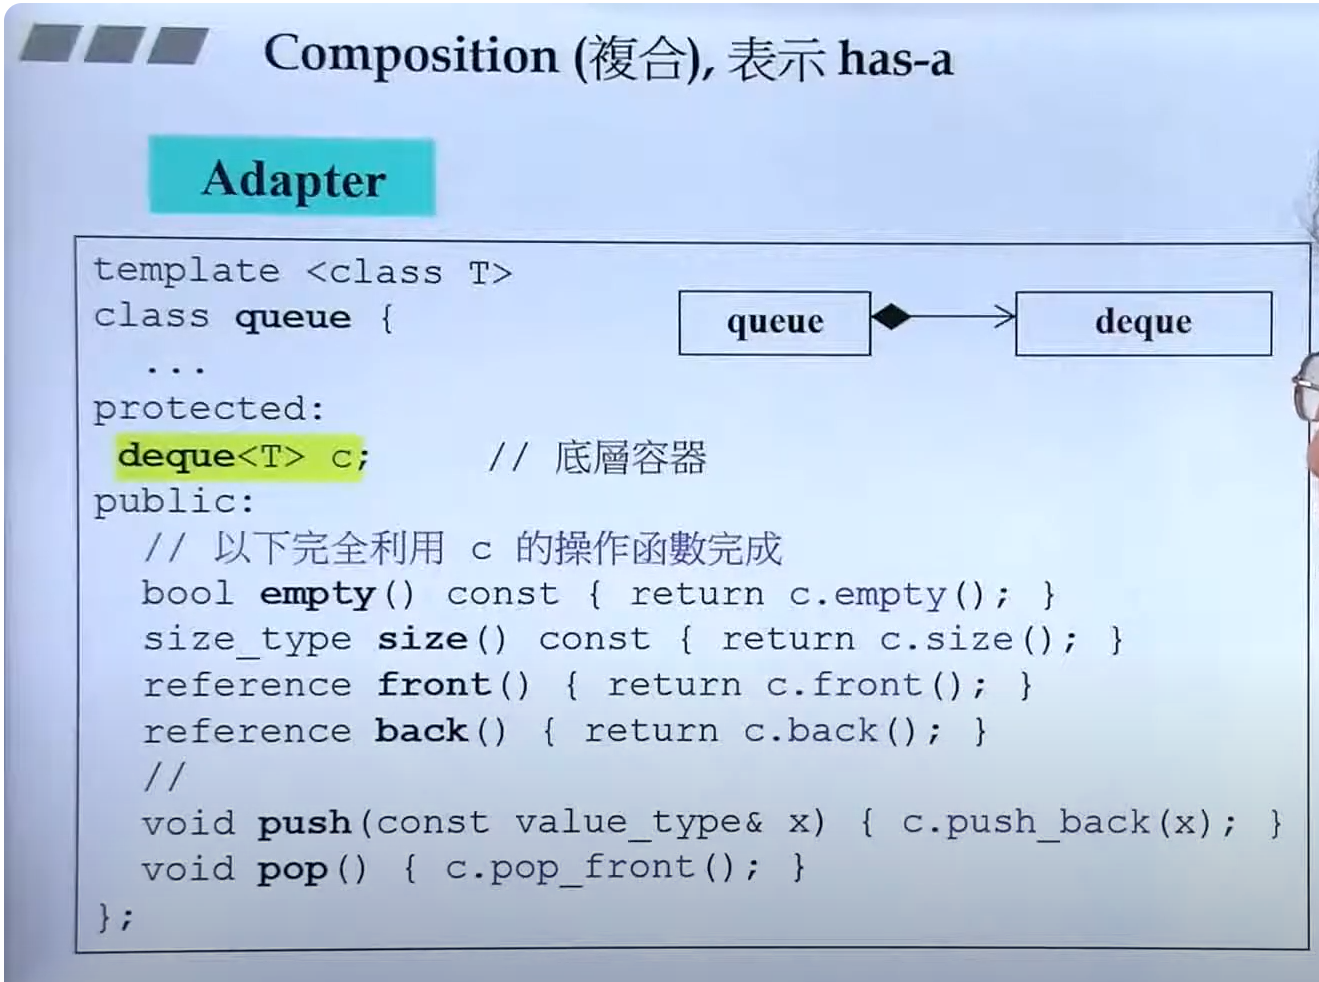 Composition (複合), 表示 has-a
Adapter
template <class T>
class queue {
...
protected:
deque<T> c;      // 底層容器
public:
// 以下完全利用 c 的操作函數完成
bool empty() const { return c.empty(); }
size_type size() const { return c.size(); }
reference front() { return c.front(); }
reference back() { return c.back(); }
//
void push(const value_type& x) { c.push_back(x); }
void pop() { c.pop_front(); }
};
queue
deque